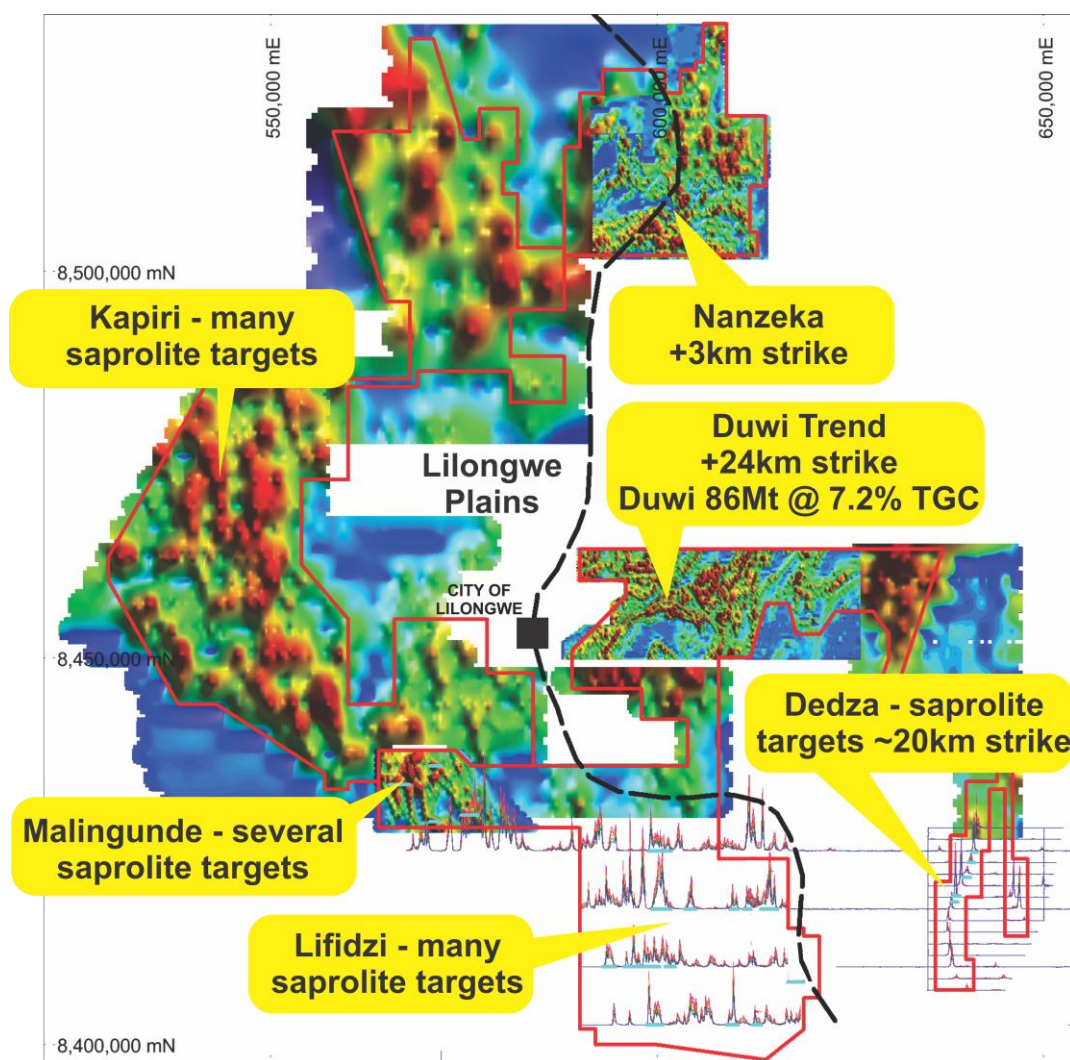 550,000 mE
600,000 mE
650,000 mE
8,500,000 mN
Kapiri - many
saprolite targets
Nanzeka
+3km strike
Duwi Trend
+24km strike
Duwi 86Mt @ 7.2% TGC
Lilongwe
Plains
CITY OF
LILONGWE
8,450,000 mN
Dedza - saprolite
targets ~20km strike
Malingunde - several
saprolite targets
Lifidzi - many
saprolite targets
8,400,000 mN